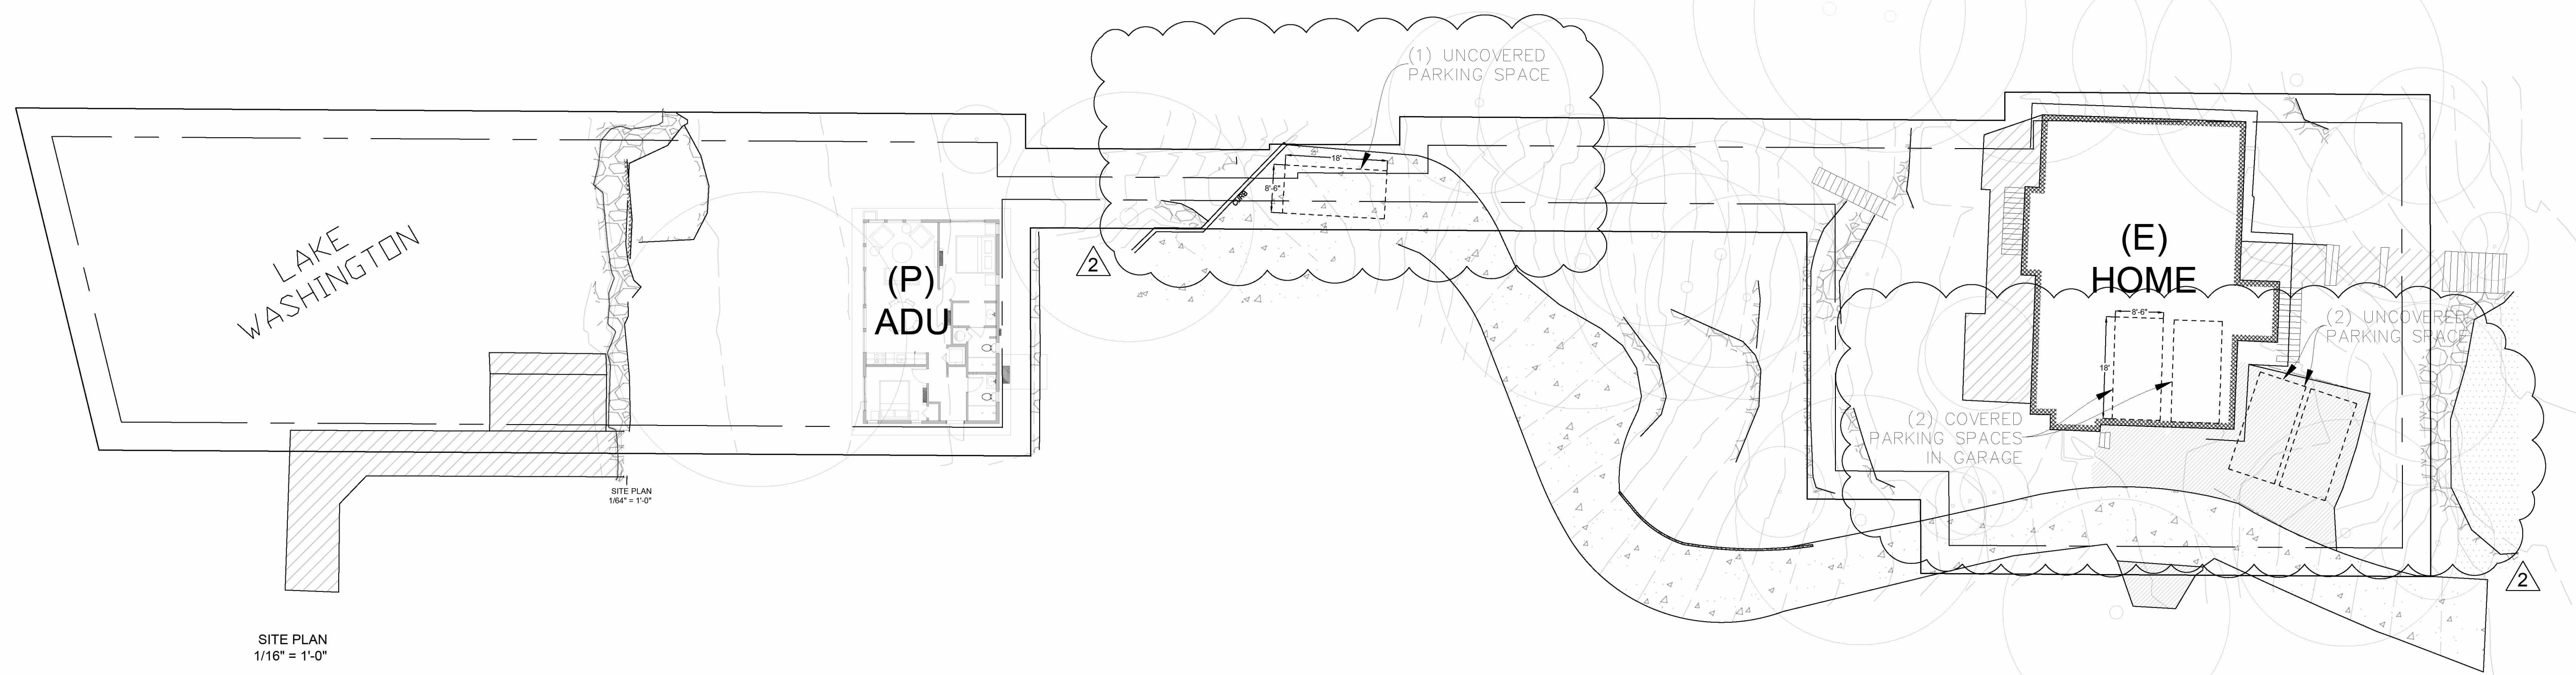 (1) UNCOVERED
PARKING SPACE
18'
8'-6"
CURB
2
LAKE
WASHINGTON
(P)
ADU
(E)
HOME
8'-6"
18'
(2) UNCOVERED
PARKING SPACE
(2) COVERED
PARKING SPACES
IN GARAGE
2
SITE PLAN
1/64" = 1'-0"
SITE PLAN
1/16" = 1'-0"